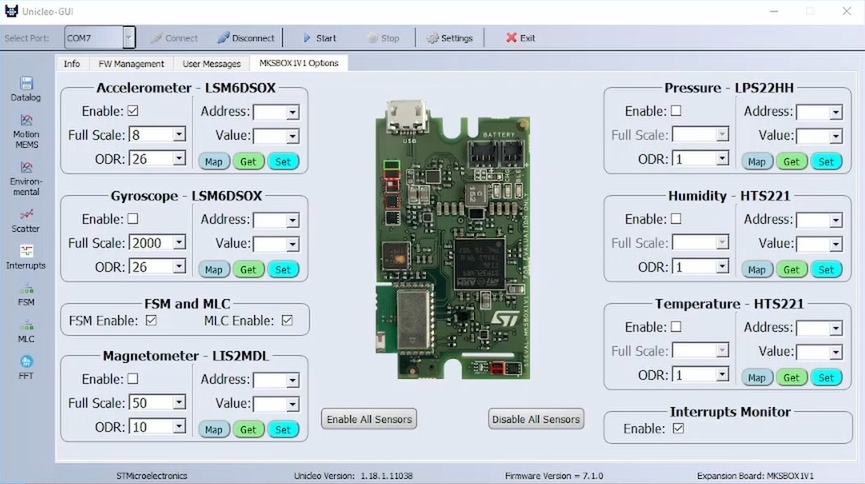 Unicleo-GUI
Select Port: COM7 Connect Disconnect Start Stop Settings Exit
Info FW Management User Messages MKSBOX1V1 Options
Datalog
Motion
MEMS
Environ-
mental
Scatter
Interrupts
FSM
MLC
FFT
Accelerometer - LSM6DSOX
Enable: Address:
Full Scale: 8 Value:
ODR: 26 Map Get Set
Gyroscope - LSM6DSOX
Enable: Address:
Full Scale: 2000 Value:
ODR: 26 Map Get Set
FSM and MLC
FSM Enable: MLC Enable:
Magnetometer - LIS2MDL
Enable: Address:
Full Scale: 50 Value:
ODR: 10 Map Get Set
USB
BATTERY
ST
Enable All Sensors Disable All Sensors
Pressure - LPS22HH
Enable: Address:
Full Scale: Value:
ODR: 1 Map Get Set
Humidity - HTS221
Enable: Address:
Full Scale: Value:
ODR: 1 Map Get Set
Temperature - HTS221
Enable: Address:
Full Scale: Value:
ODR: 1 Map Get Set
Interrupts Monitor
Enable:
STMicroelectronics Unicleo Version: 1.18.1.11038 Firmware Version = 7.1.0 Expansion Board: MKSBOX1V1